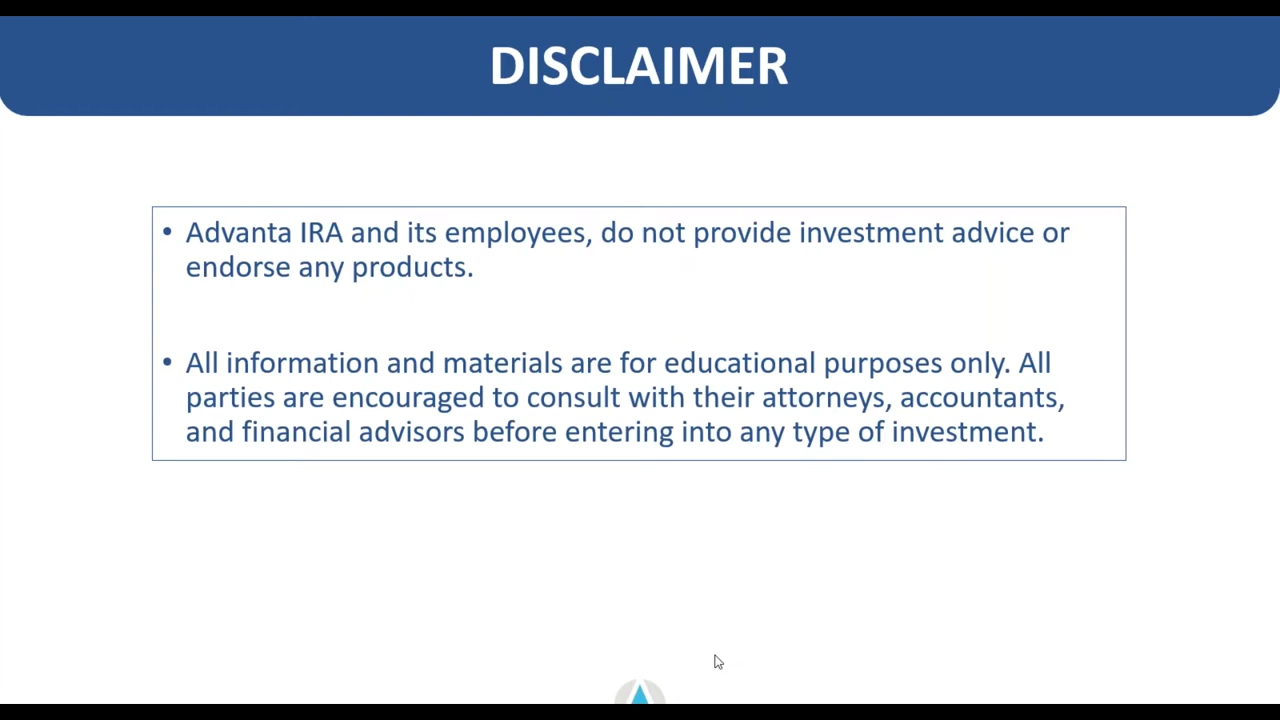 DISCLAIMER
• Advanta IRA and its employees, do not provide investment advice or
endorse any products.
• All information and materials are for educational purposes only. All
parties are encouraged to consult with their attorneys, accountants,
and financial advisors before entering into any type of investment.